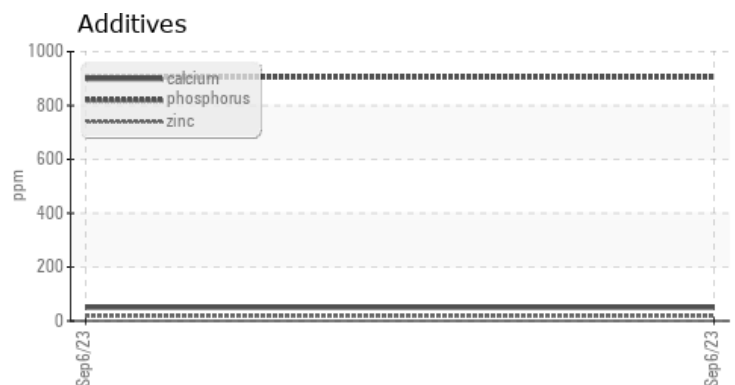 Additives
1000
800
600
400
200
0
ppm
calcium
phosphorus
zinc
Sep6/23
Sep6/23